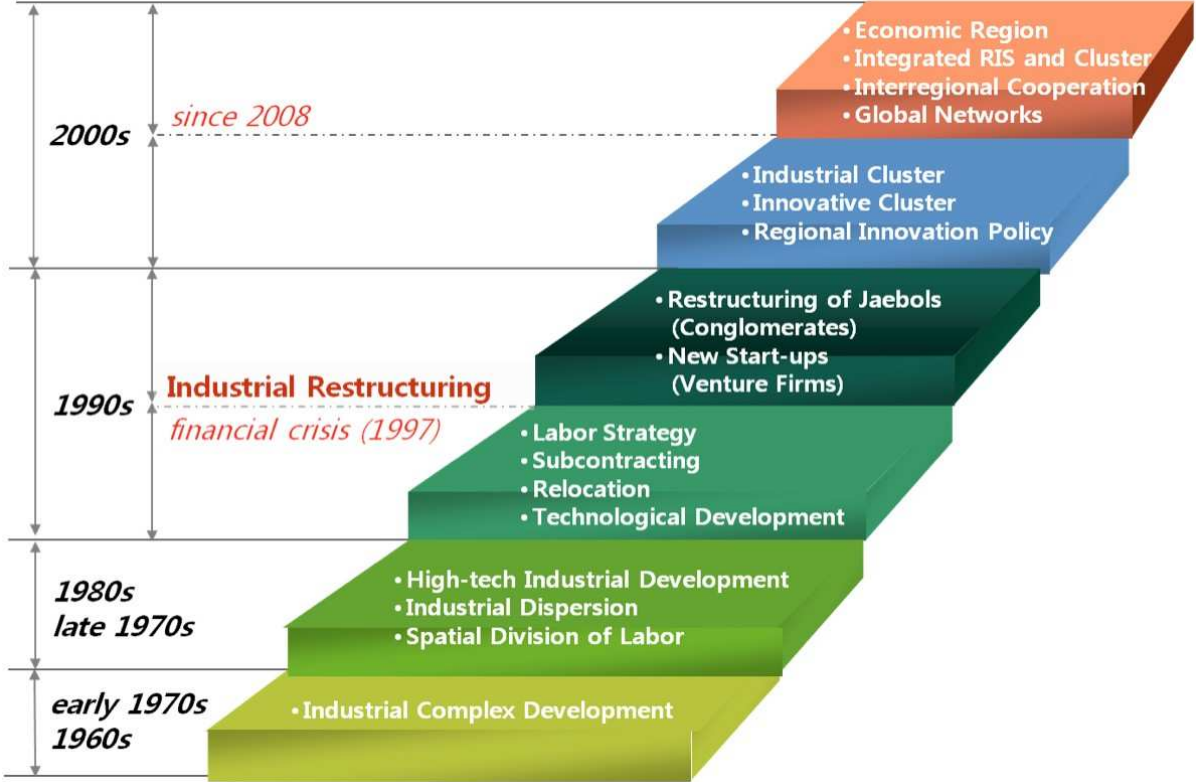 • Economic Region
• Integrated RIS and Cluster
• Interregional Cooperation
• Global Networks
since 2008
2000s
• Industrial Cluster
• Innovative Cluster
• Regional Innovation Policy
• Restructuring of Jaebols
(Conglomerates)
• New Start-ups
(Venture Firms)
Industrial Restructuring
1990s
financial crisis (1997)
• Labor Strategy
• Subcontracting
• Relocation
• Technological Development
1980s
late 1970s
• High-tech Industrial Development
• Industrial Dispersion
• Spatial Division of Labor
early 1970s
1960s
• Industrial Complex Development